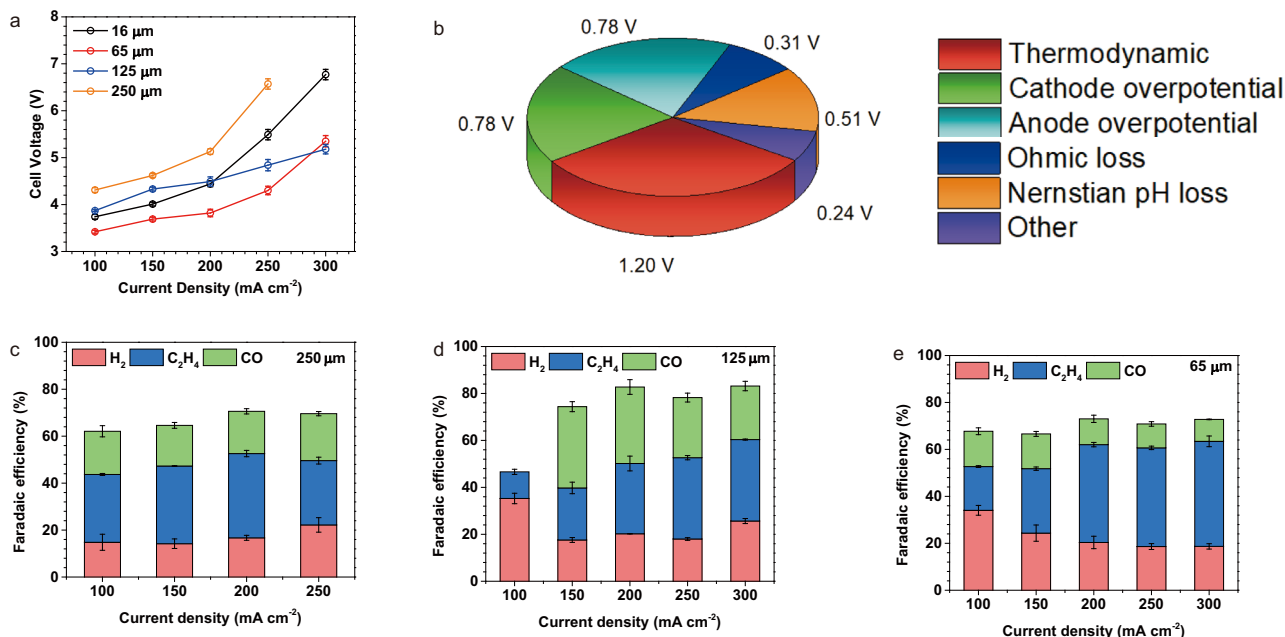 a
8
7
6
5
4
3
Cell Voltage (V)
16 μm
65 μm
125 μm
250 μm
100 150 200 250 300
Current Density (mA cm⁻²)
b
0.78 V
0.31 V
0.78 V
0.51 V
0.24 V
1.20 V
Thermodynamic
Cathode overpotential
Anode overpotential
Ohmic loss
Nernstian pH loss
Other
c
100
80
60
40
20
0
Faradaic efficiency (%)
H₂ C₂H₄ CO 250 μm
100 150 200 250
Current density (mA cm⁻²)
d
100
80
60
40
20
0
Faradaic efficiency (%)
H₂ C₂H₄ CO 125 μm
100 150 200 250 300
Current density (mA cm⁻²)
e
100
80
60
40
20
0
Faradaic efficiency (%)
H₂ C₂H₄ CO 65 μm
100 150 200 250 300
Current density (mA cm⁻²)